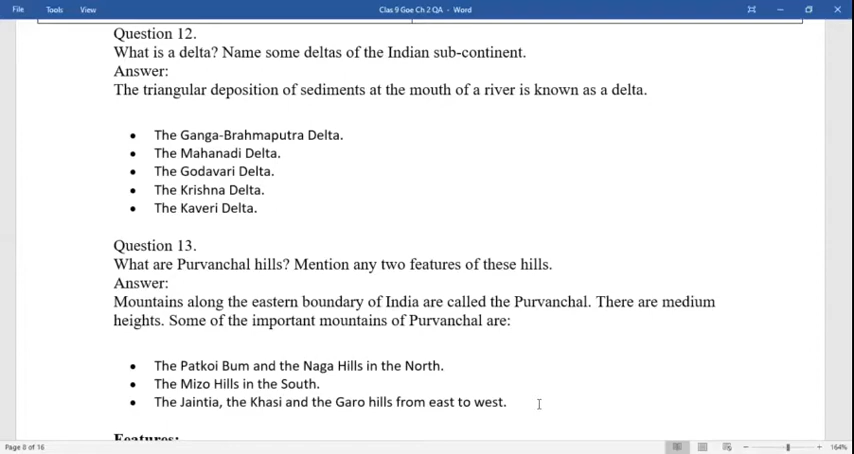 File Tools View Clas 9 Goe Ch 2 QA - Word
Question 12.
What is a delta? Name some deltas of the Indian sub-continent.
Answer:
The triangular deposition of sediments at the mouth of a river is known as a delta.
• The Ganga-Brahmaputra Delta.
• The Mahanadi Delta.
• The Godavari Delta.
• The Krishna Delta.
• The Kaveri Delta.
Question 13.
What are Purvanchal hills? Mention any two features of these hills.
Answer:
Mountains along the eastern boundary of India are called the Purvanchal. There are medium
heights. Some of the important mountains of Purvanchal are:
• The Patkoi Bum and the Naga Hills in the North.
• The Mizo Hills in the South.
• The Jaintia, the Khasi and the Garo hills from east to west.
Features:
Page 8 of 16 164%